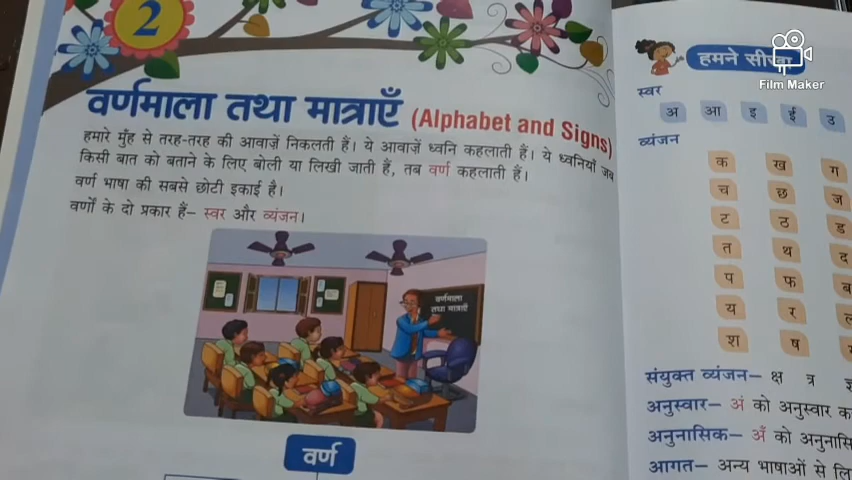 2
वर्णमाला तथा मात्राएँ (Alphabet and Signs)
हमारे मुँह से तरह-तरह की आवाज़ें निकलती हैं। ये आवाज़ें ध्वनि कहलाती हैं। ये ध्वनियाँ जब
किसी बात को बताने के लिए बोली या लिखी जाती हैं, तब वर्ण कहलाती हैं।
वर्ण भाषा की सबसे छोटी इकाई है।
वर्णों के दो प्रकार हैं– स्वर और व्यंजन।
वर्णमाला
तथा मात्राएँ
वर्ण
हमने सीखा
Film Maker
स्वर
अ आ इ ई उ
व्यंजन
क ख ग
च छ ज
ट ठ ड
त थ द
प फ ब
य र
श ष
संयुक्त व्यंजन– क्ष त्र
अनुस्वार– अं को अनुस्वार
अनुनासिक– अँ को
आगत– अन्य भाषाओं से